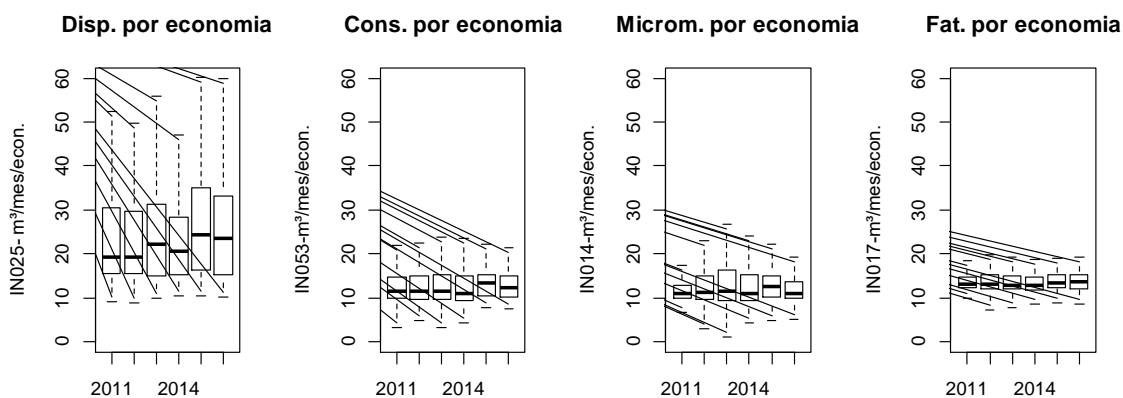 Disp. por economia
IN025- m³/mes/econ.
0 10 20 30 40 50 60
2011 2014
Cons. por economia
IN053-m³/mes/econ.
0 10 20 30 40 50 60
2011 2014
Microm. por economia
IN014-m³/mes/econ.
0 10 20 30 40 50 60
2011 2014
Fat. por economia
IN017-m³/mes/econ.
0 10 20 30 40 50 60
2011 2014